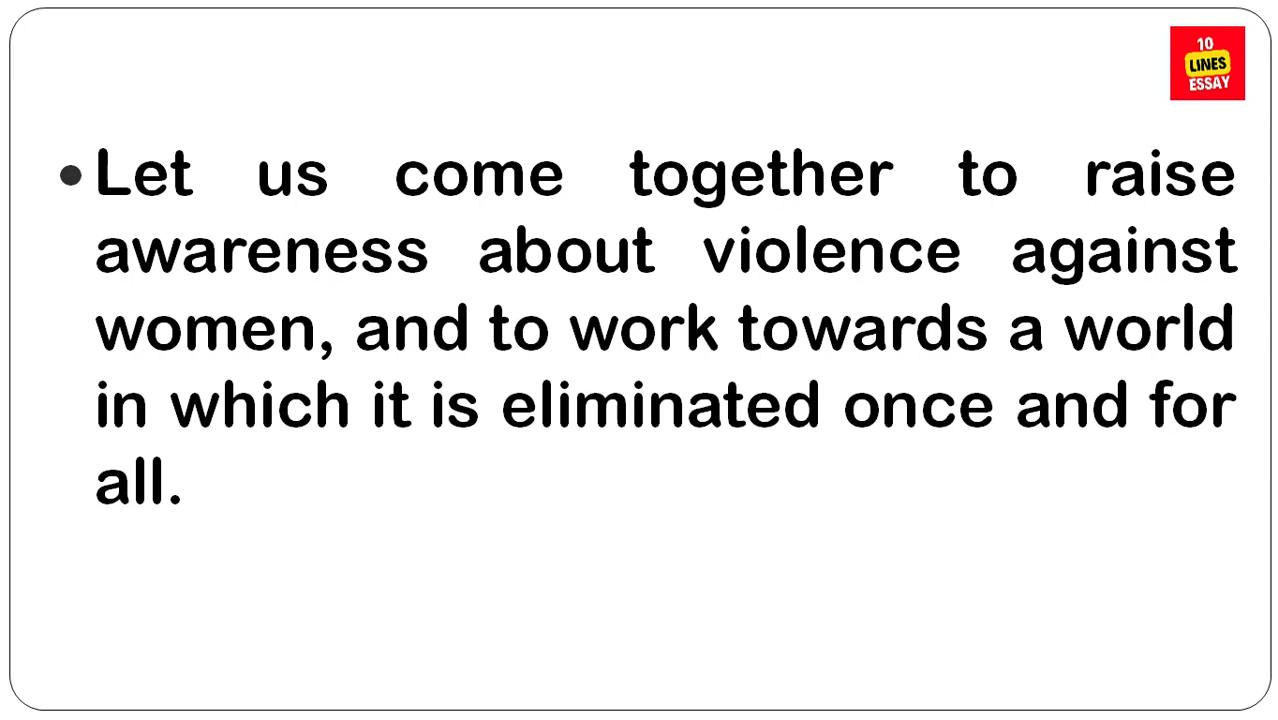 10
LINES
ESSAY
• Let us come together to raise
awareness about violence against
women, and to work towards a world
in which it is eliminated once and for
all.